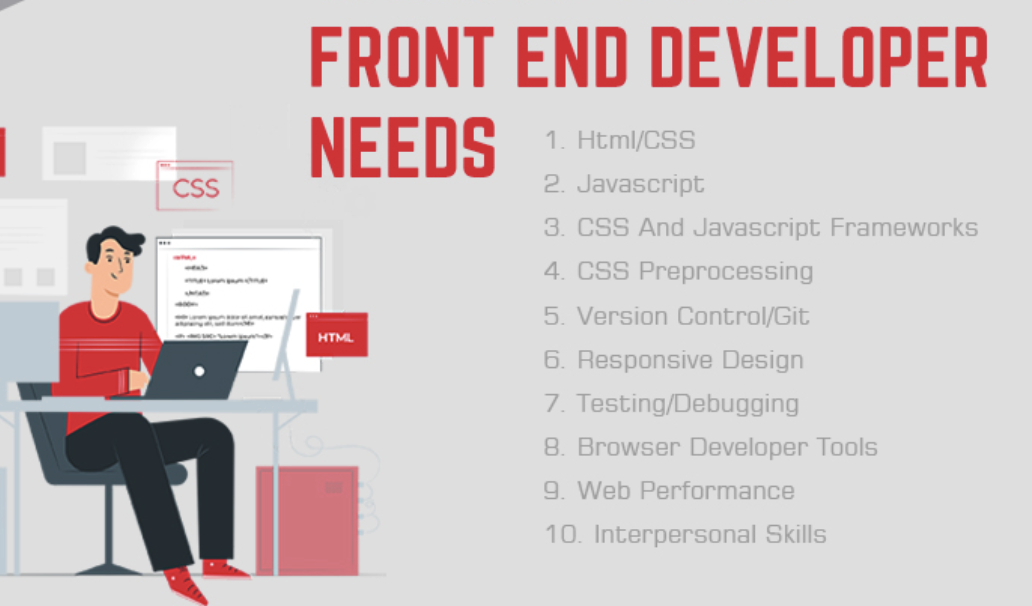 FRONT END DEVELOPER
NEEDS
1. Html/CSS
2. Javascript
3. CSS And Javascript Frameworks
4. CSS Preprocessing
5. Version Control/Git
6. Responsive Design
7. Testing/Debugging
8. Browser Developer Tools
9. Web Performance
10. Interpersonal Skills
CSS
HTML